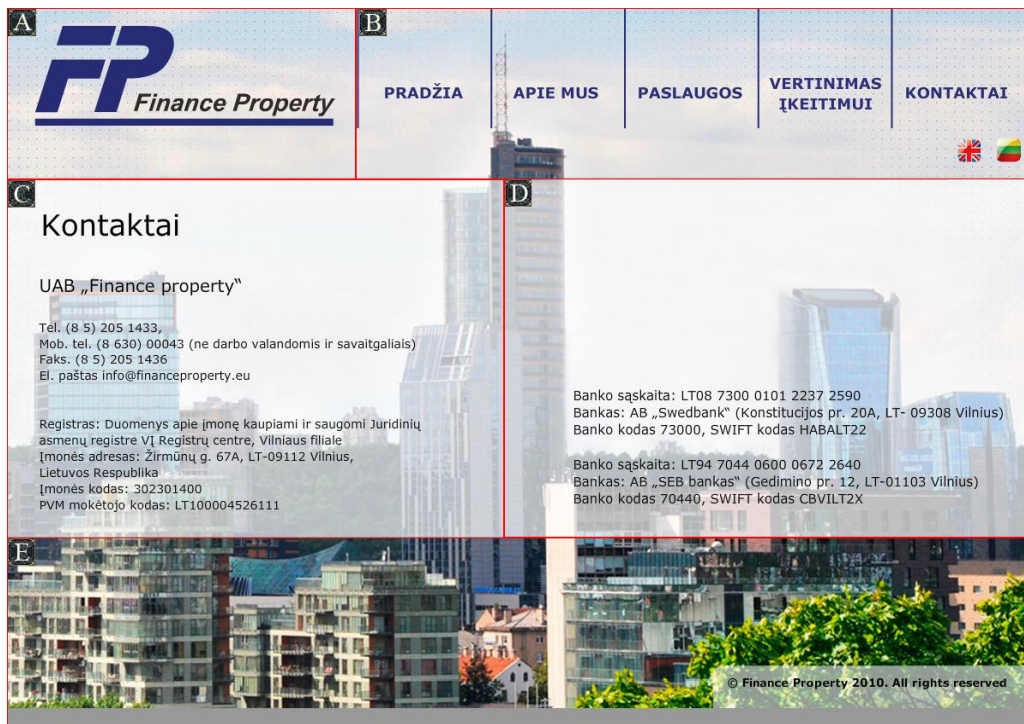 A
FP
Finance Property
B
PRADŽIA
APIE MUS
PASLAUGOS
VERTINIMAS
ĮKEITIMUI
KONTAKTAI
C
Kontaktai
UAB „Finance property“
Tel. (8 5) 205 1433,
Mob. tel. (8 630) 00043 (ne darbo valandomis ir savaitgaliais)
Faks. (8 5) 205 1436
El. paštas info@financeproperty.eu
Registras: Duomenys apie įmonę kaupiami ir saugomi Juridinių
asmenų registre VĮ Registrų centre, Vilniaus filiale
Įmonės adresas: Žirmūnų g. 67A, LT-09112 Vilnius,
Lietuvos Respublika
Įmonės kodas: 302301400
PVM mokėtojo kodas: LT100004526111
D
Banko sąskaita: LT08 7300 0101 2237 2590
Bankas: AB „Swedbank“ (Konstitucijos pr. 20A, LT- 09308 Vilnius)
Banko kodas 73000, SWIFT kodas HABALT22
Banko sąskaita: LT94 7044 0600 0672 2640
Bankas: AB „SEB bankas“ (Gedimino pr. 12, LT-01103 Vilnius)
Banko kodas 70440, SWIFT kodas CBVILT2X
E
© Finance Property 2010. All rights reserved